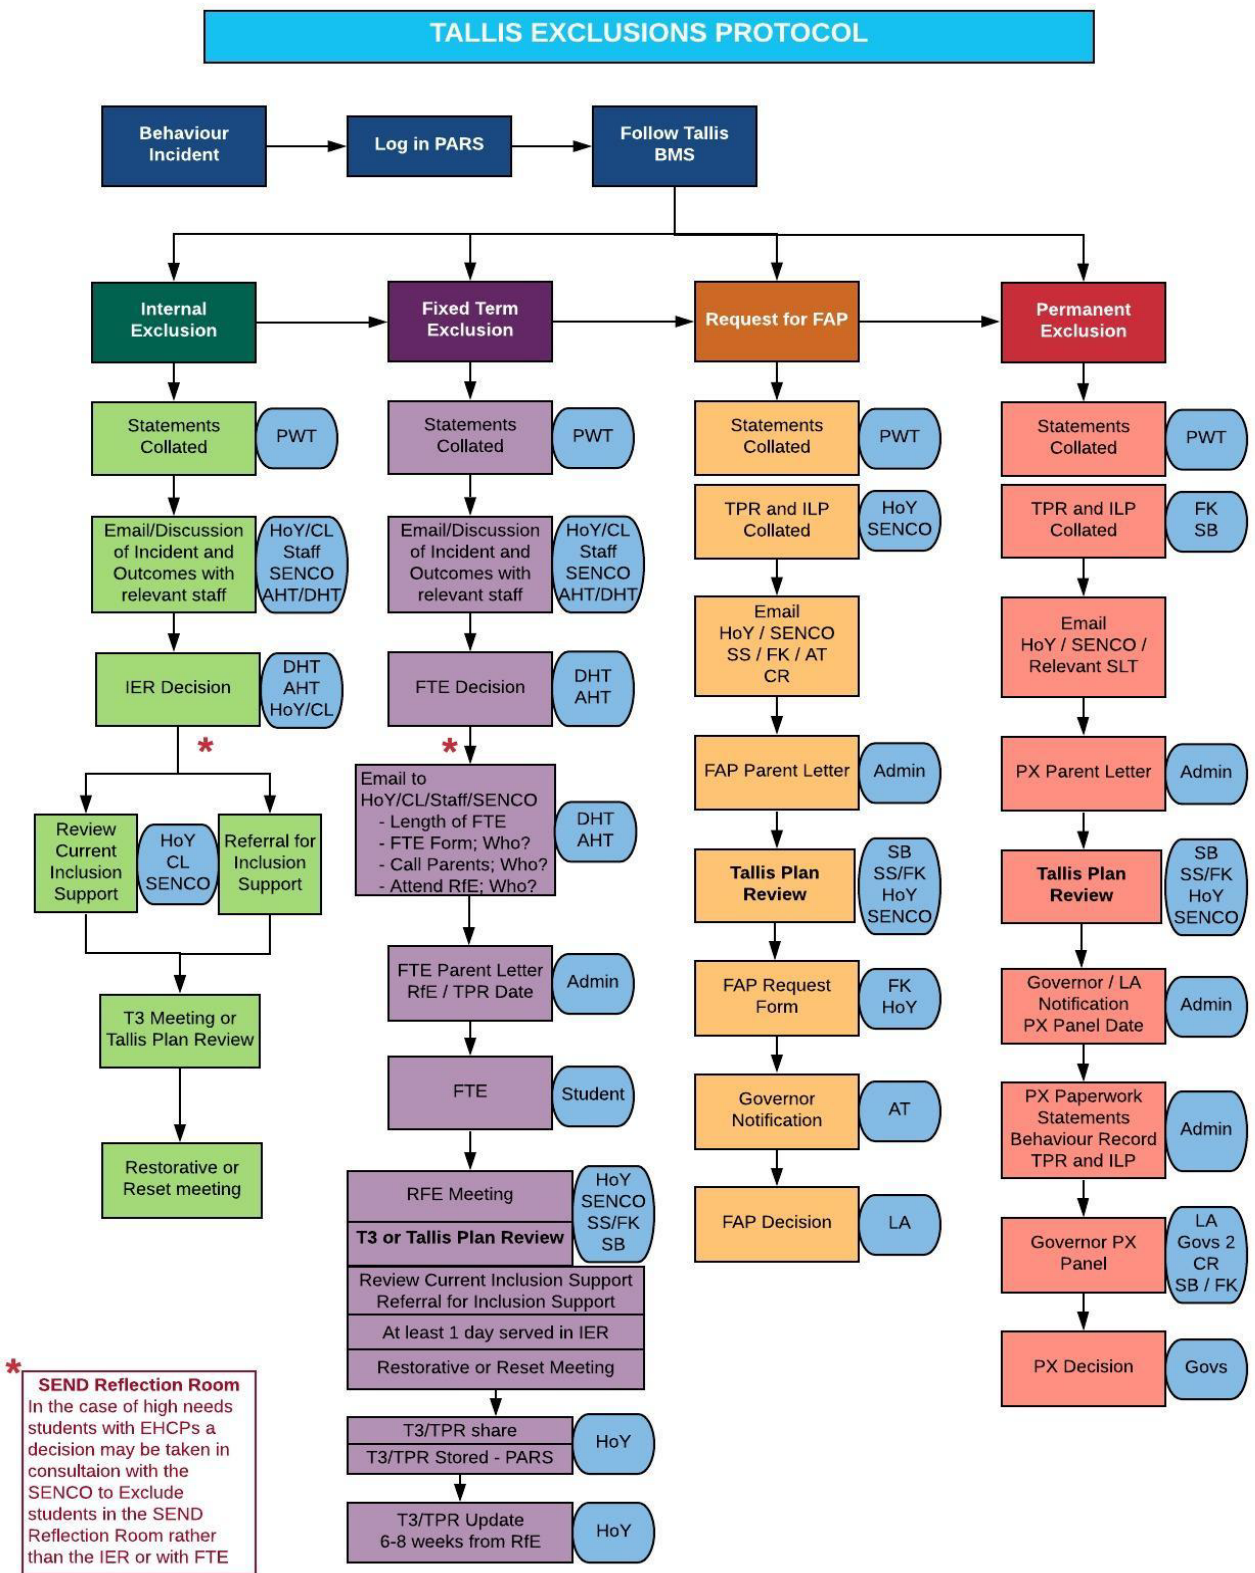 TALLIS EXCLUSIONS PROTOCOL
Behaviour
Incident
Log in PARS
Follow Tallis
BMS
Internal
Exclusion
Fixed Term
Exclusion
Request for FAP
Permanent
Exclusion
Statements
Collated
PWT
Email/Discussion
of Incident and
Outcomes with
relevant staff
HoY/CL
Staff
SENCO
AHT/DHT
IER Decision
DHT
AHT
HoY/CL
*
Review
Current
Inclusion
Support
HoY
CL
SENCO
Referral for
Inclusion
Support
T3 Meeting or
Tallis Plan Review
Restorative or
Reset meeting
Statements
Collated
PWT
Email/Discussion
of Incident and
Outcomes with
relevant staff
HoY/CL
Staff
SENCO
AHT/DHT
FTE Decision
DHT
AHT
*
Email to
HoY/CL/Staff/SENCO
- Length of FTE
- FTE Form; Who?
- Call Parents; Who?
- Attend RfE; Who?
DHT
AHT
FTE Parent Letter
RfE / TPR Date
Admin
FTE
Student
RFE Meeting
T3 or Tallis Plan Review
HoY
SENCO
SS/FK
SB
Review Current Inclusion Support
Referral for Inclusion Support
At least 1 day served in IER
Restorative or Reset Meeting
T3/TPR share
T3/TPR Stored - PARS
HoY
T3/TPR Update
6-8 weeks from RfE
HoY
Statements
Collated
PWT
TPR and ILP
Collated
HoY
SENCO
Email
HoY / SENCO
SS / FK / AT
CR
FAP Parent Letter
Admin
Tallis Plan
Review
SB
SS/FK
HoY
SENCO
FAP Request
Form
FK
HoY
Governor
Notification
AT
FAP Decision
LA
Statements
Collated
PWT
TPR and ILP
Collated
FK
SB
Email
HoY / SENCO /
Relevant SLT
PX Parent Letter
Admin
Tallis Plan
Review
SB
SS/FK
HoY
SENCO
Governor / LA
Notification
PX Panel Date
Admin
PX Paperwork
Statements
Behaviour Record
TPR and ILP
Admin
Governor PX
Panel
LA
Govs 2
CR
SB / FK
PX Decision
Govs
*
SEND Reflection Room
In the case of high needs
students with EHCPs a
decision may be taken in
consultaion with the
SENCO to Exclude
students in the SEND
Reflection Room rather
than the IER or with FTE